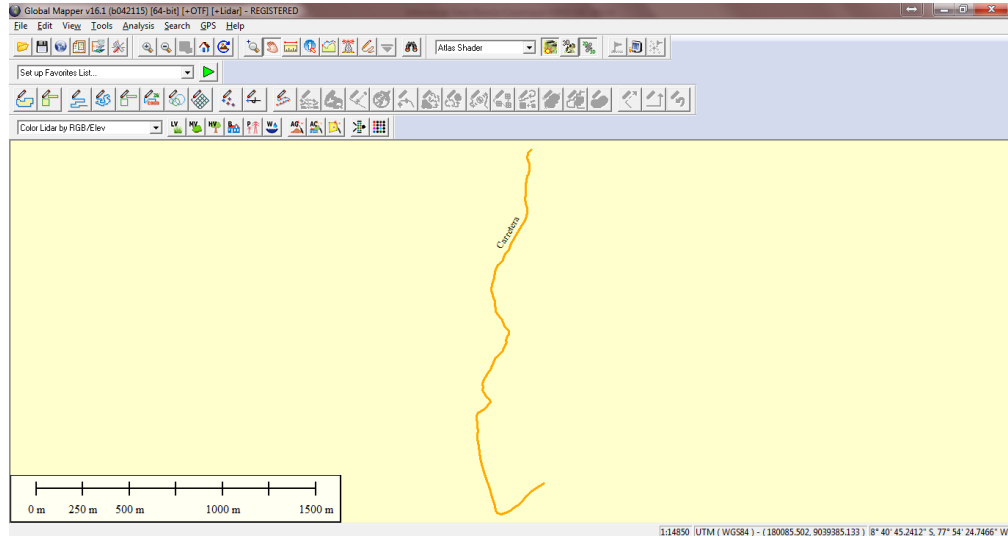 Global Mapper v16.1 (b042115) [64-bit] [+OTF] [+Lidar] - REGISTERED
File Edit View Tools Analysis Search GPS Help
Atlas Shader
Set up Favorites List...
Color Lidar by RGB/Elev
Carretera
0 m 250 m 500 m 1000 m 1500 m
1:14850 UTM ( WGS84 ) - ( 180085.502, 9039385.133 ) 8° 40' 45.2412" S, 77° 54' 24.7466" W